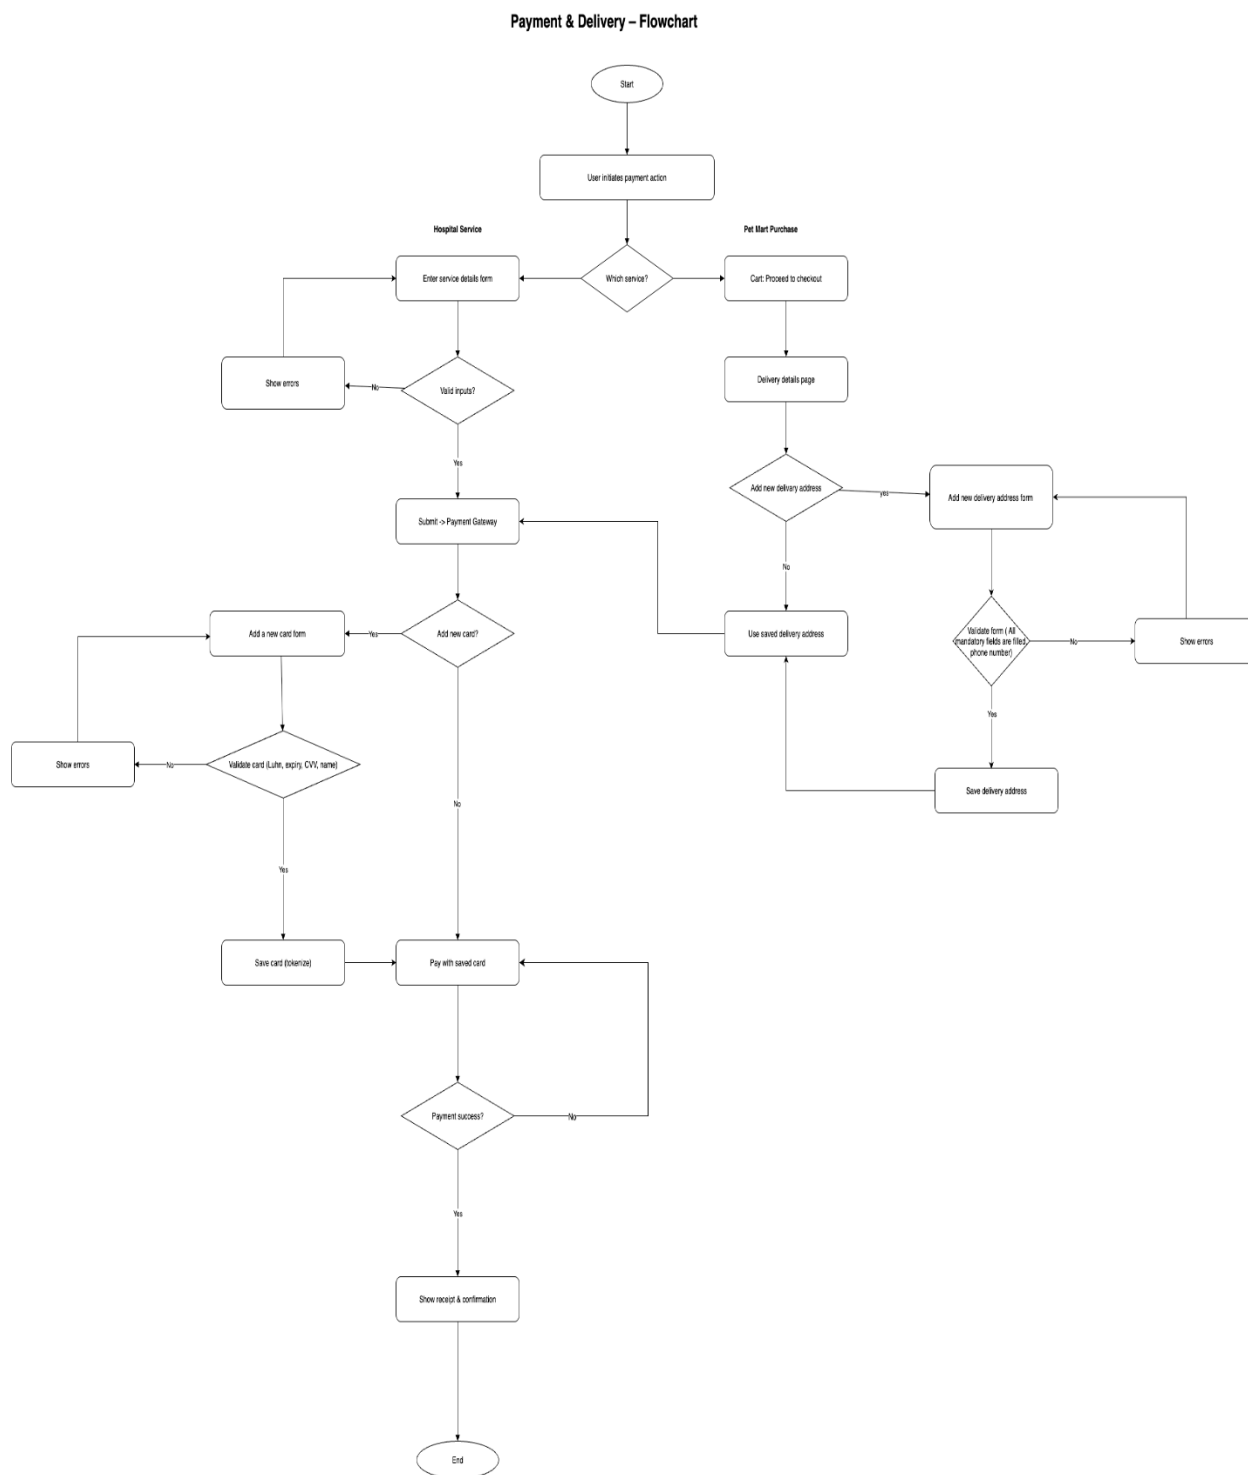 Payment & Delivery – Flowchart
Start
User initiates payment action
Hospital Service
Pet Mart Purchase
Enter service details form
Which service?
Cart: Proceed to checkout
Show errors
No
Valid inputs?
Delivery details page
Yes
Add new delivary address
yes
Add new delivery address form
Submit -> Payment Gateway
No
Add a new card form
Yes
Add new card?
Use saved delivery address
Validate form ( All
mandatory fields are filled,
phone number)
No
Show errors
Yes
Show errors
No
Validate card (Luhn, expiry, CVV, name)
No
Save delivery address
Yes
Save card (tokenize)
Pay with saved card
Payment success?
No
Yes
Show receipt & confirmation
End